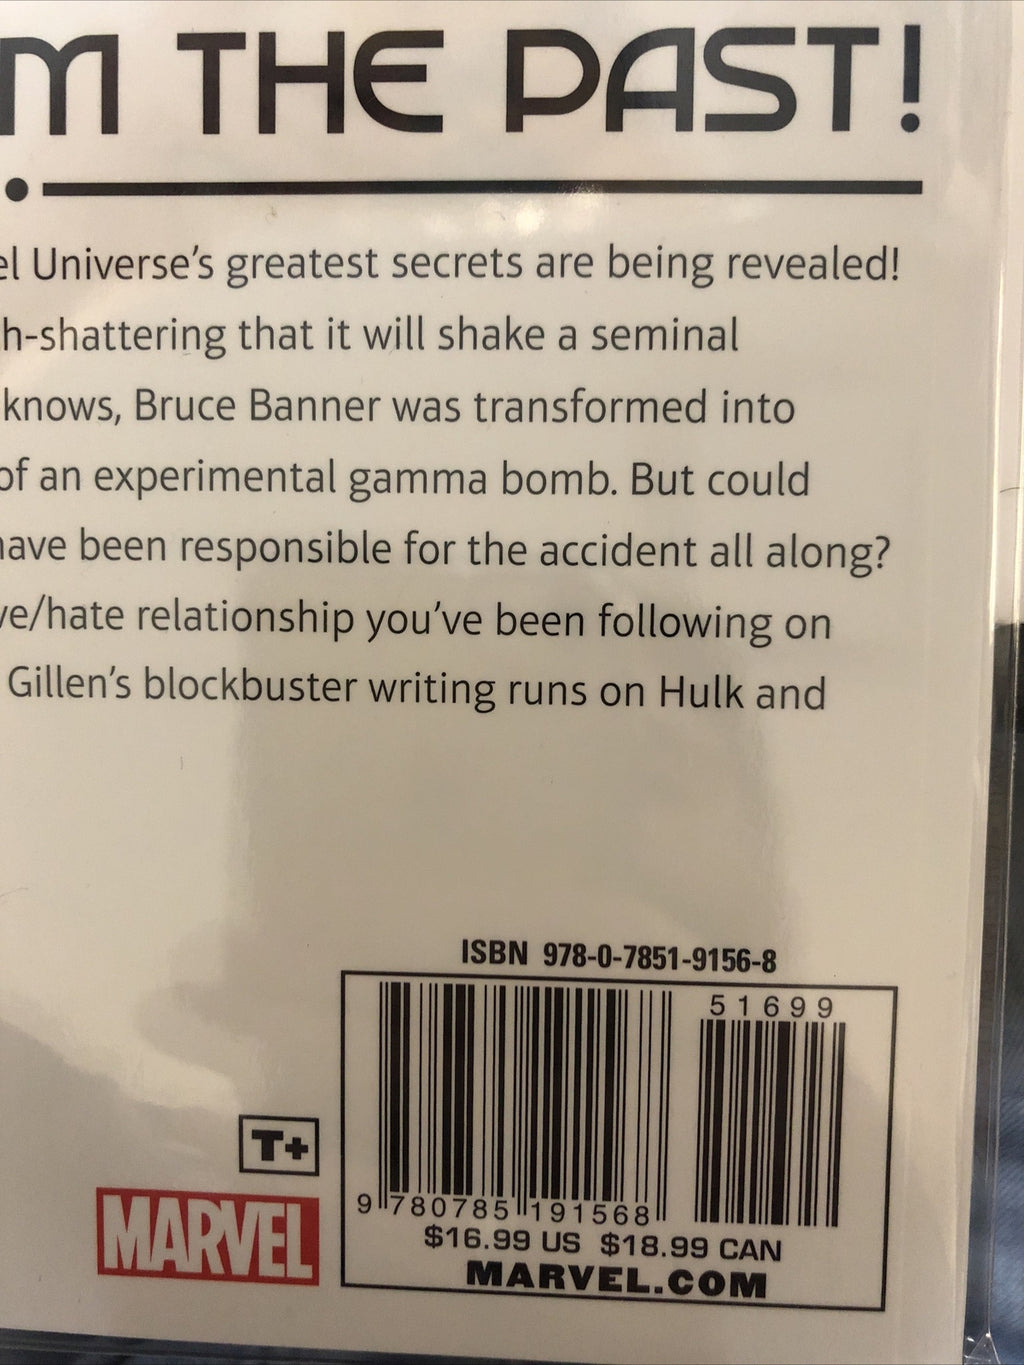 M THE PAST!
el Universe's greatest secrets are being revealed!
h-shattering that it will shake a seminal
knows, Bruce Banner was transformed into
of an experimental gamma bomb. But could
have been responsible for the accident all along?
ve/hate relationship you've been following on
Gillen's blockbuster writing runs on Hulk and
ISBN 978-0-7851-9156-8
51699
9 780785 191568
$16.99 US $18.99 CAN
MARVEL.COM
T+
MARVEL